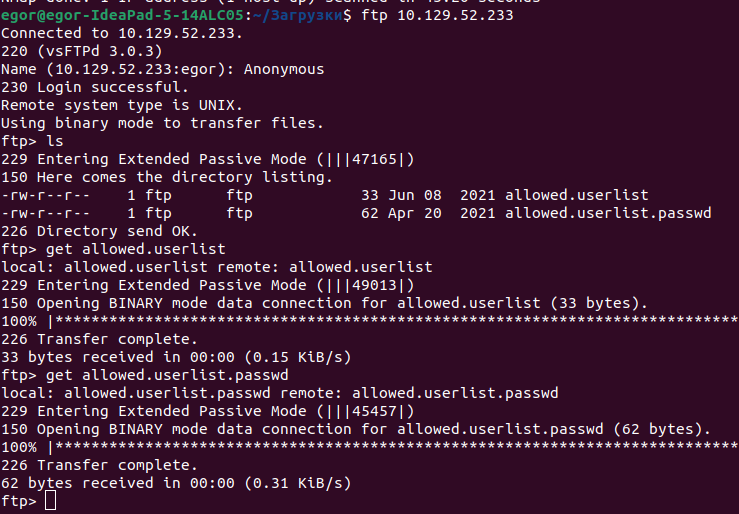 egor@egor-IdeaPad-5-14ALC05:~/Загрузки$ ftp 10.129.52.233
Connected to 10.129.52.233.
220 (vsFTPd 3.0.3)
Name (10.129.52.233:egor): Anonymous
230 Login successful.
Remote system type is UNIX.
Using binary mode to transfer files.
ftp> ls
229 Entering Extended Passive Mode (|||47165|)
150 Here comes the directory listing.
-rw-r--r--    1 ftp      ftp            33 Jun 08  2021 allowed.userlist
-rw-r--r--    1 ftp      ftp            62 Apr 20  2021 allowed.userlist.passwd
226 Directory send OK.
ftp> get allowed.userlist
local: allowed.userlist remote: allowed.userlist
229 Entering Extended Passive Mode (|||49013|)
150 Opening BINARY mode data connection for allowed.userlist (33 bytes).
100% |***************************************************************************
226 Transfer complete.
33 bytes received in 00:00 (0.15 KiB/s)
ftp> get allowed.userlist.passwd
local: allowed.userlist.passwd remote: allowed.userlist.passwd
229 Entering Extended Passive Mode (|||45457|)
150 Opening BINARY mode data connection for allowed.userlist.passwd (62 bytes).
100% |***************************************************************************
226 Transfer complete.
62 bytes received in 00:00 (0.31 KiB/s)
ftp>